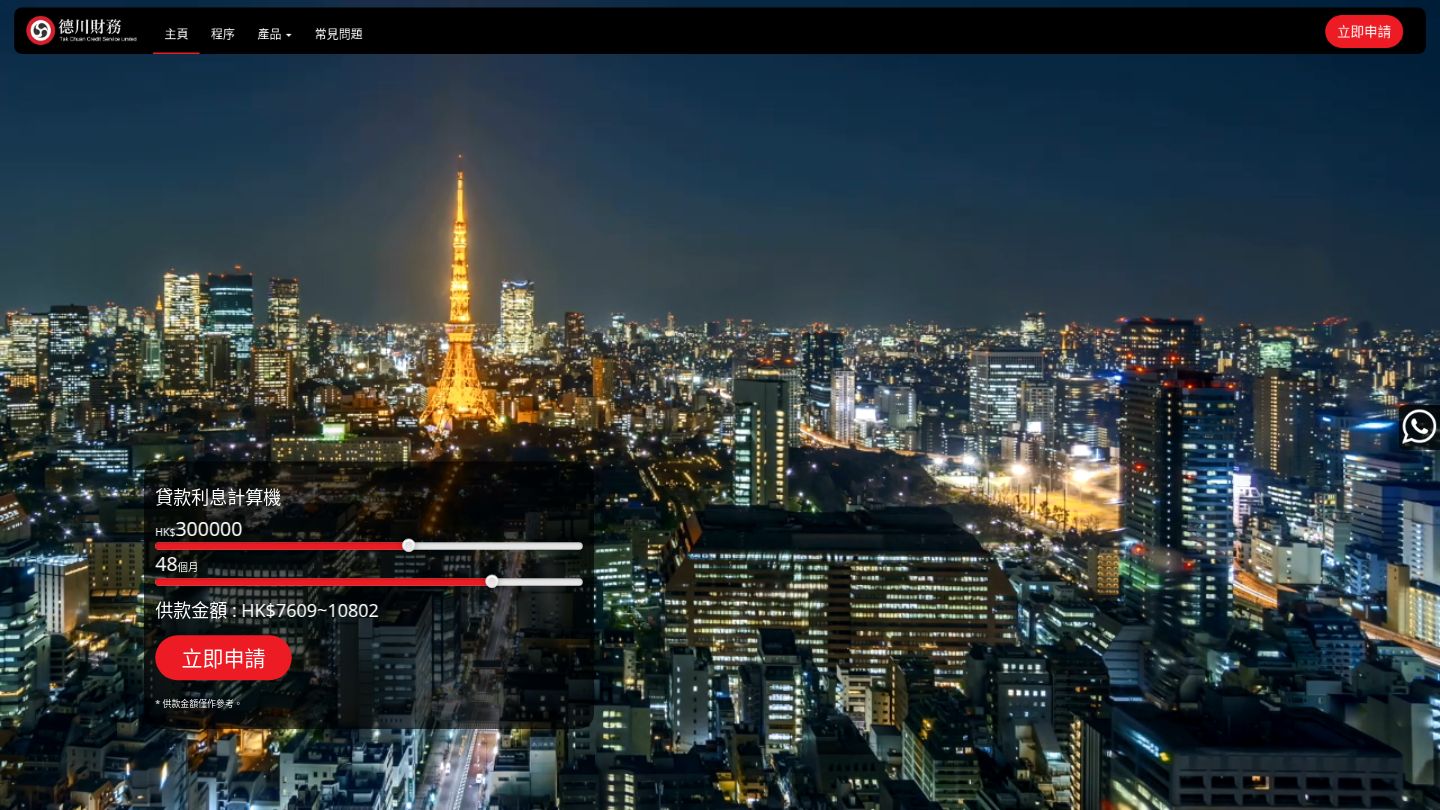 德川財務
Tak Chuan Credit Service Limited
主頁
程序
產品
常見問題
立即申請
貸款利息計算機
HK$300000
48個月
供款金額 : HK$7609~10802
立即申請
* 供款金額僅作參考。